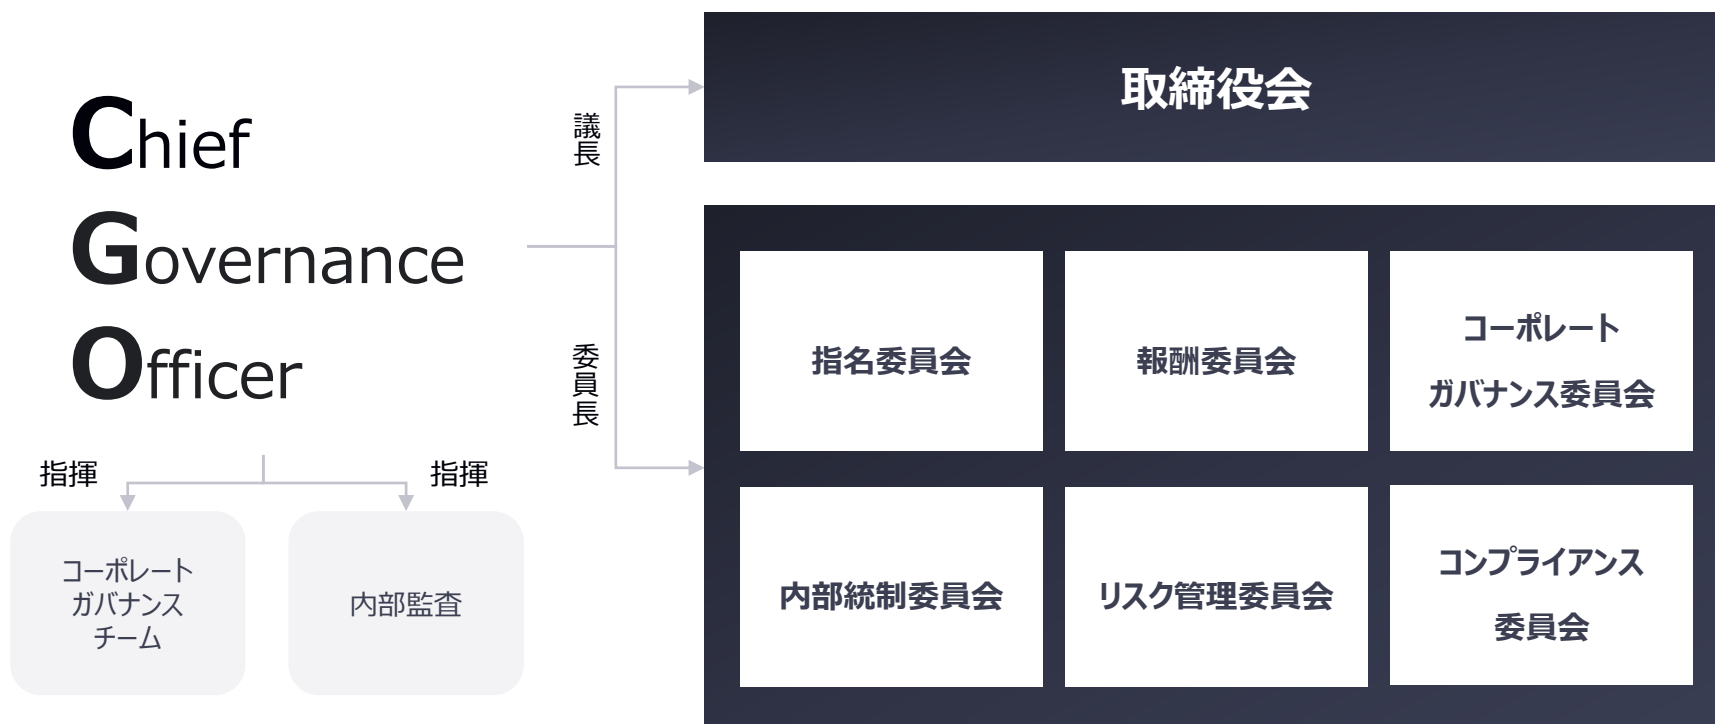 Chief
Governance
Officer
議長
委員長
指揮
指揮
コーポレート
ガバナンス
チーム
内部監査
取締役会
指名委員会
報酬委員会
コーポレート
ガバナンス委員会
内部統制委員会
リスク管理委員会
コンプライアンス
委員会